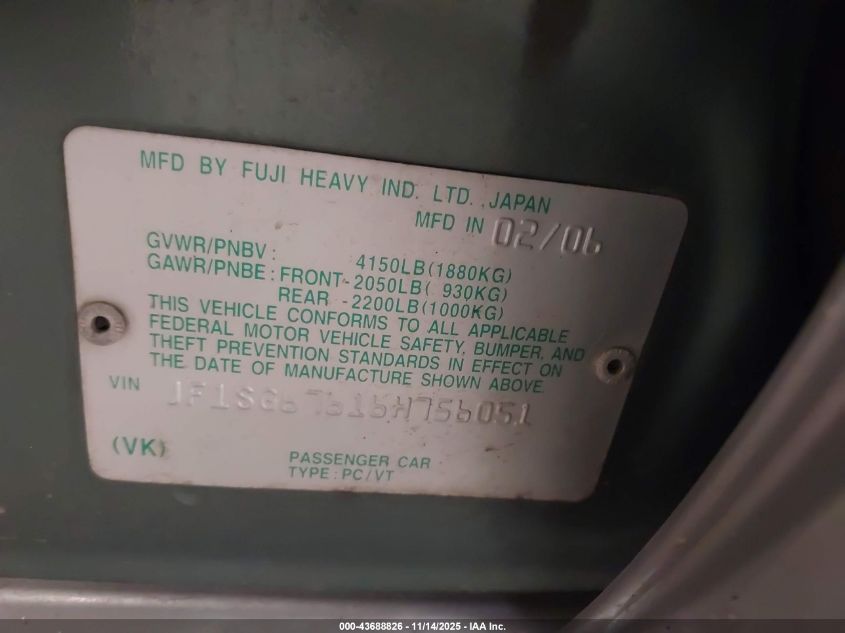 MFD BY FUJI HEAVY IND. LTD. JAPAN
MFD IN 02/06
GVWR/PNBV: 4150LB(1880KG)
GAWR/PNBE: FRONT-2050LB( 930KG)
REAR -2200LB(1000KG)
THIS VEHICLE CONFORMS TO ALL APPLICABLE
FEDERAL MOTOR VEHICLE SAFETY, BUMPER, AND
THEFT PREVENTION STANDARDS IN EFFECT ON
THE DATE OF MANUFACTURE SHOWN ABOVE.
VIN JF1SG67616H756051
(VK) PASSENGER CAR
TYPE: PC/VT
000-43688826 - 11/14/2025 - IAA Inc.